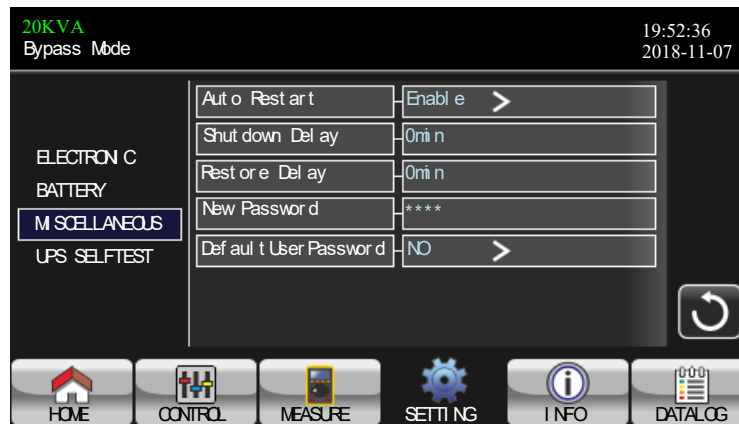 20KVA
19:52:36
Bypass Mode
2018-11-07
Auto Restart
Enable
Shutdown Delay
0min
ELECTRONIC
Restore Delay
0min
BATTERY
New Password
****
MISCELLANEOUS
Default User Password
NO
UPS SELFTEST
HOME
CONTROL
MEASURE
SETTING
INFO
DATALOG